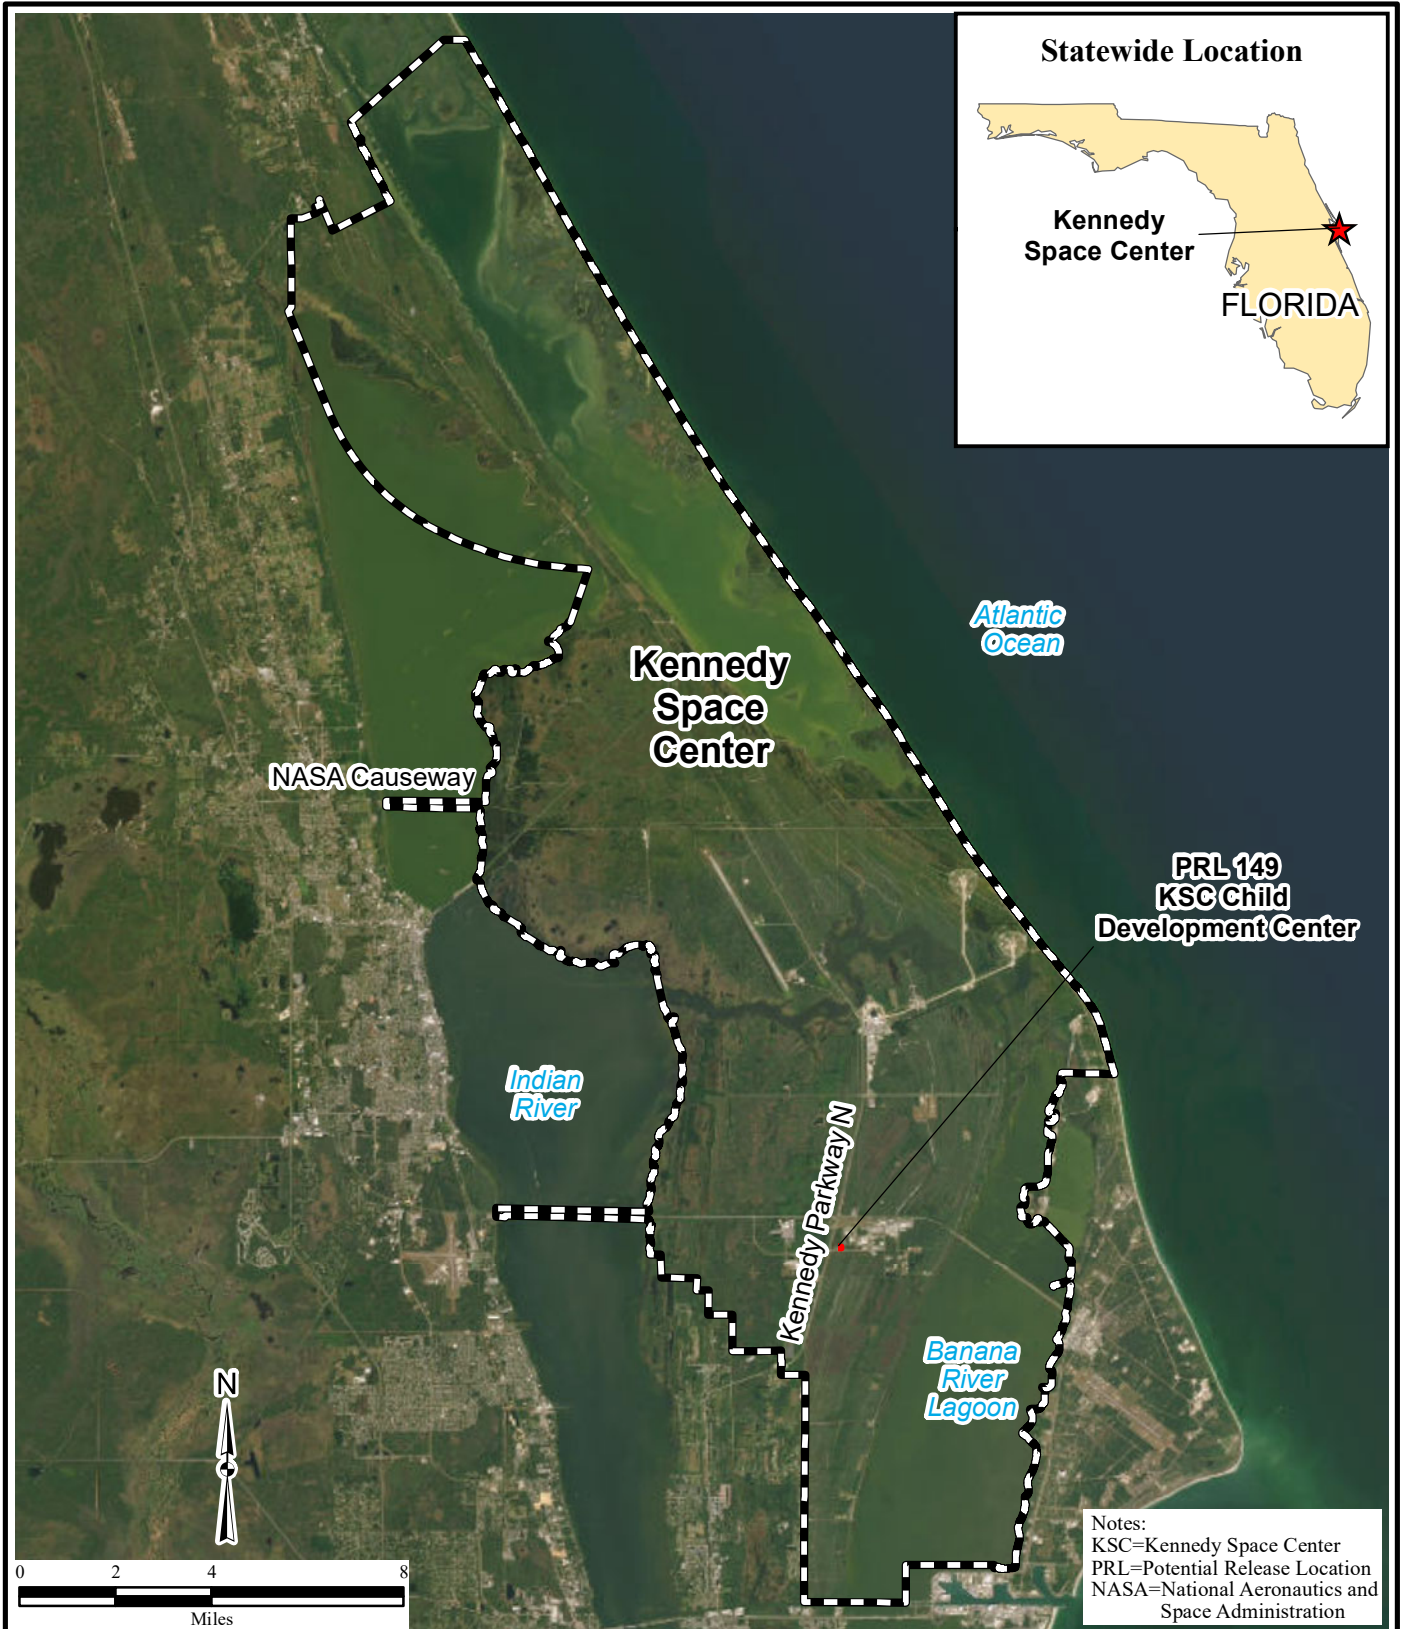 Statewide Location
Kennedy
Space Center
FLORIDA
Atlantic
Ocean
Kennedy
Space
Center
NASA Causeway
PRL 149
KSC Child
Development Center
Indian
River
Kennedy Parkway N
Banana
River
Lagoon
N
0 2 4 8
Miles
Notes:
KSC=Kennedy Space Center
PRL=Potential Release Location
NASA=National Aeronautics and
Space Administration